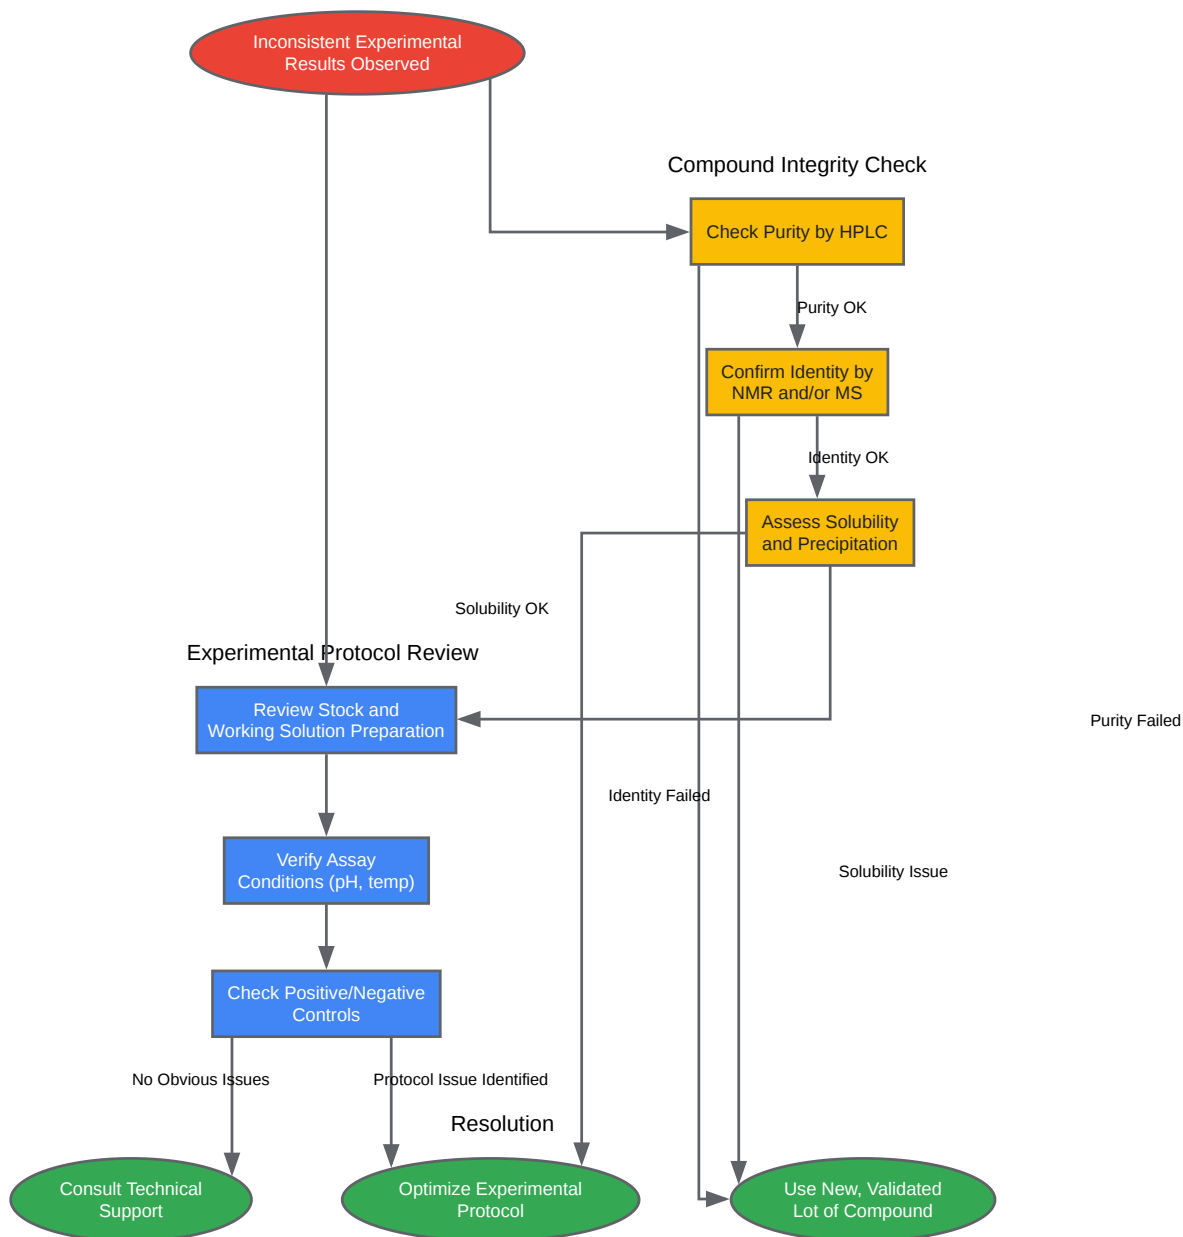 Inconsistent Experimental
Results Observed
Compound Integrity Check
Check Purity by HPLC
Purity OK
Confirm Identity by
NMR and/or MS
Identity OK
Assess Solubility
and Precipitation
Solubility OK
Experimental Protocol Review
Review Stock and
Working Solution Preparation
Purity Failed
Identity Failed
Verify Assay
Conditions (pH, temp)
Solubility Issue
Check Positive/Negative
Controls
No Obvious Issues
Protocol Issue Identified
Resolution
Consult Technical
Support
Optimize Experimental
Protocol
Use New, Validated
Lot of Compound